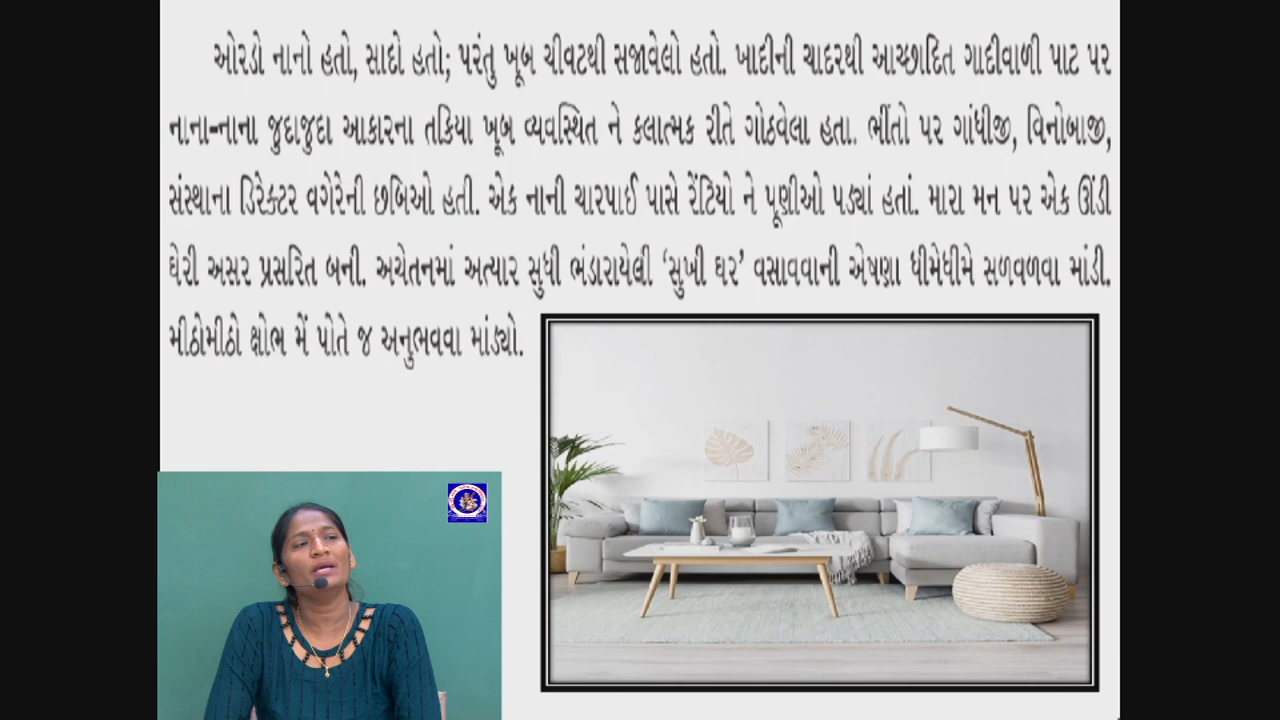 ઓરડો નાનો હતો, સાદો હતો; પરંતુ ખૂબ ચીવટથી સજાવેલો હતો. ખાદીની ચાદરથી આચ્છાદિત ગાદીવાળી પાટ પર
નાના-નાના જુદાજુદા આકારના તકિયા ખૂબ વ્યવસ્થિત ને કલાત્મક રીતે ગોઠવેલા હતા. ભીંતો પર ગાંધીજી, વિનોબાજી,
સંસ્થાના ડિરેક્ટર વગેરેની છબિઓ હતી. એક નાની ચારપાઈ પાસે રેંટિયો ને પૂણીઓ પડ્યાં હતાં. મારા મન પર એક ઊંડી
ઘેરી અસર પ્રસરિત બની. અચેતનમાં અત્યાર સુધી ભંડારાયેલી ‘સુખી ઘર’ વસાવવાની એષણા ધીમેધીમે સળવળવા માંડી.
મીઠોમીઠો ક્ષોભ મેં પોતે જ અનુભવવા માંડ્યો.